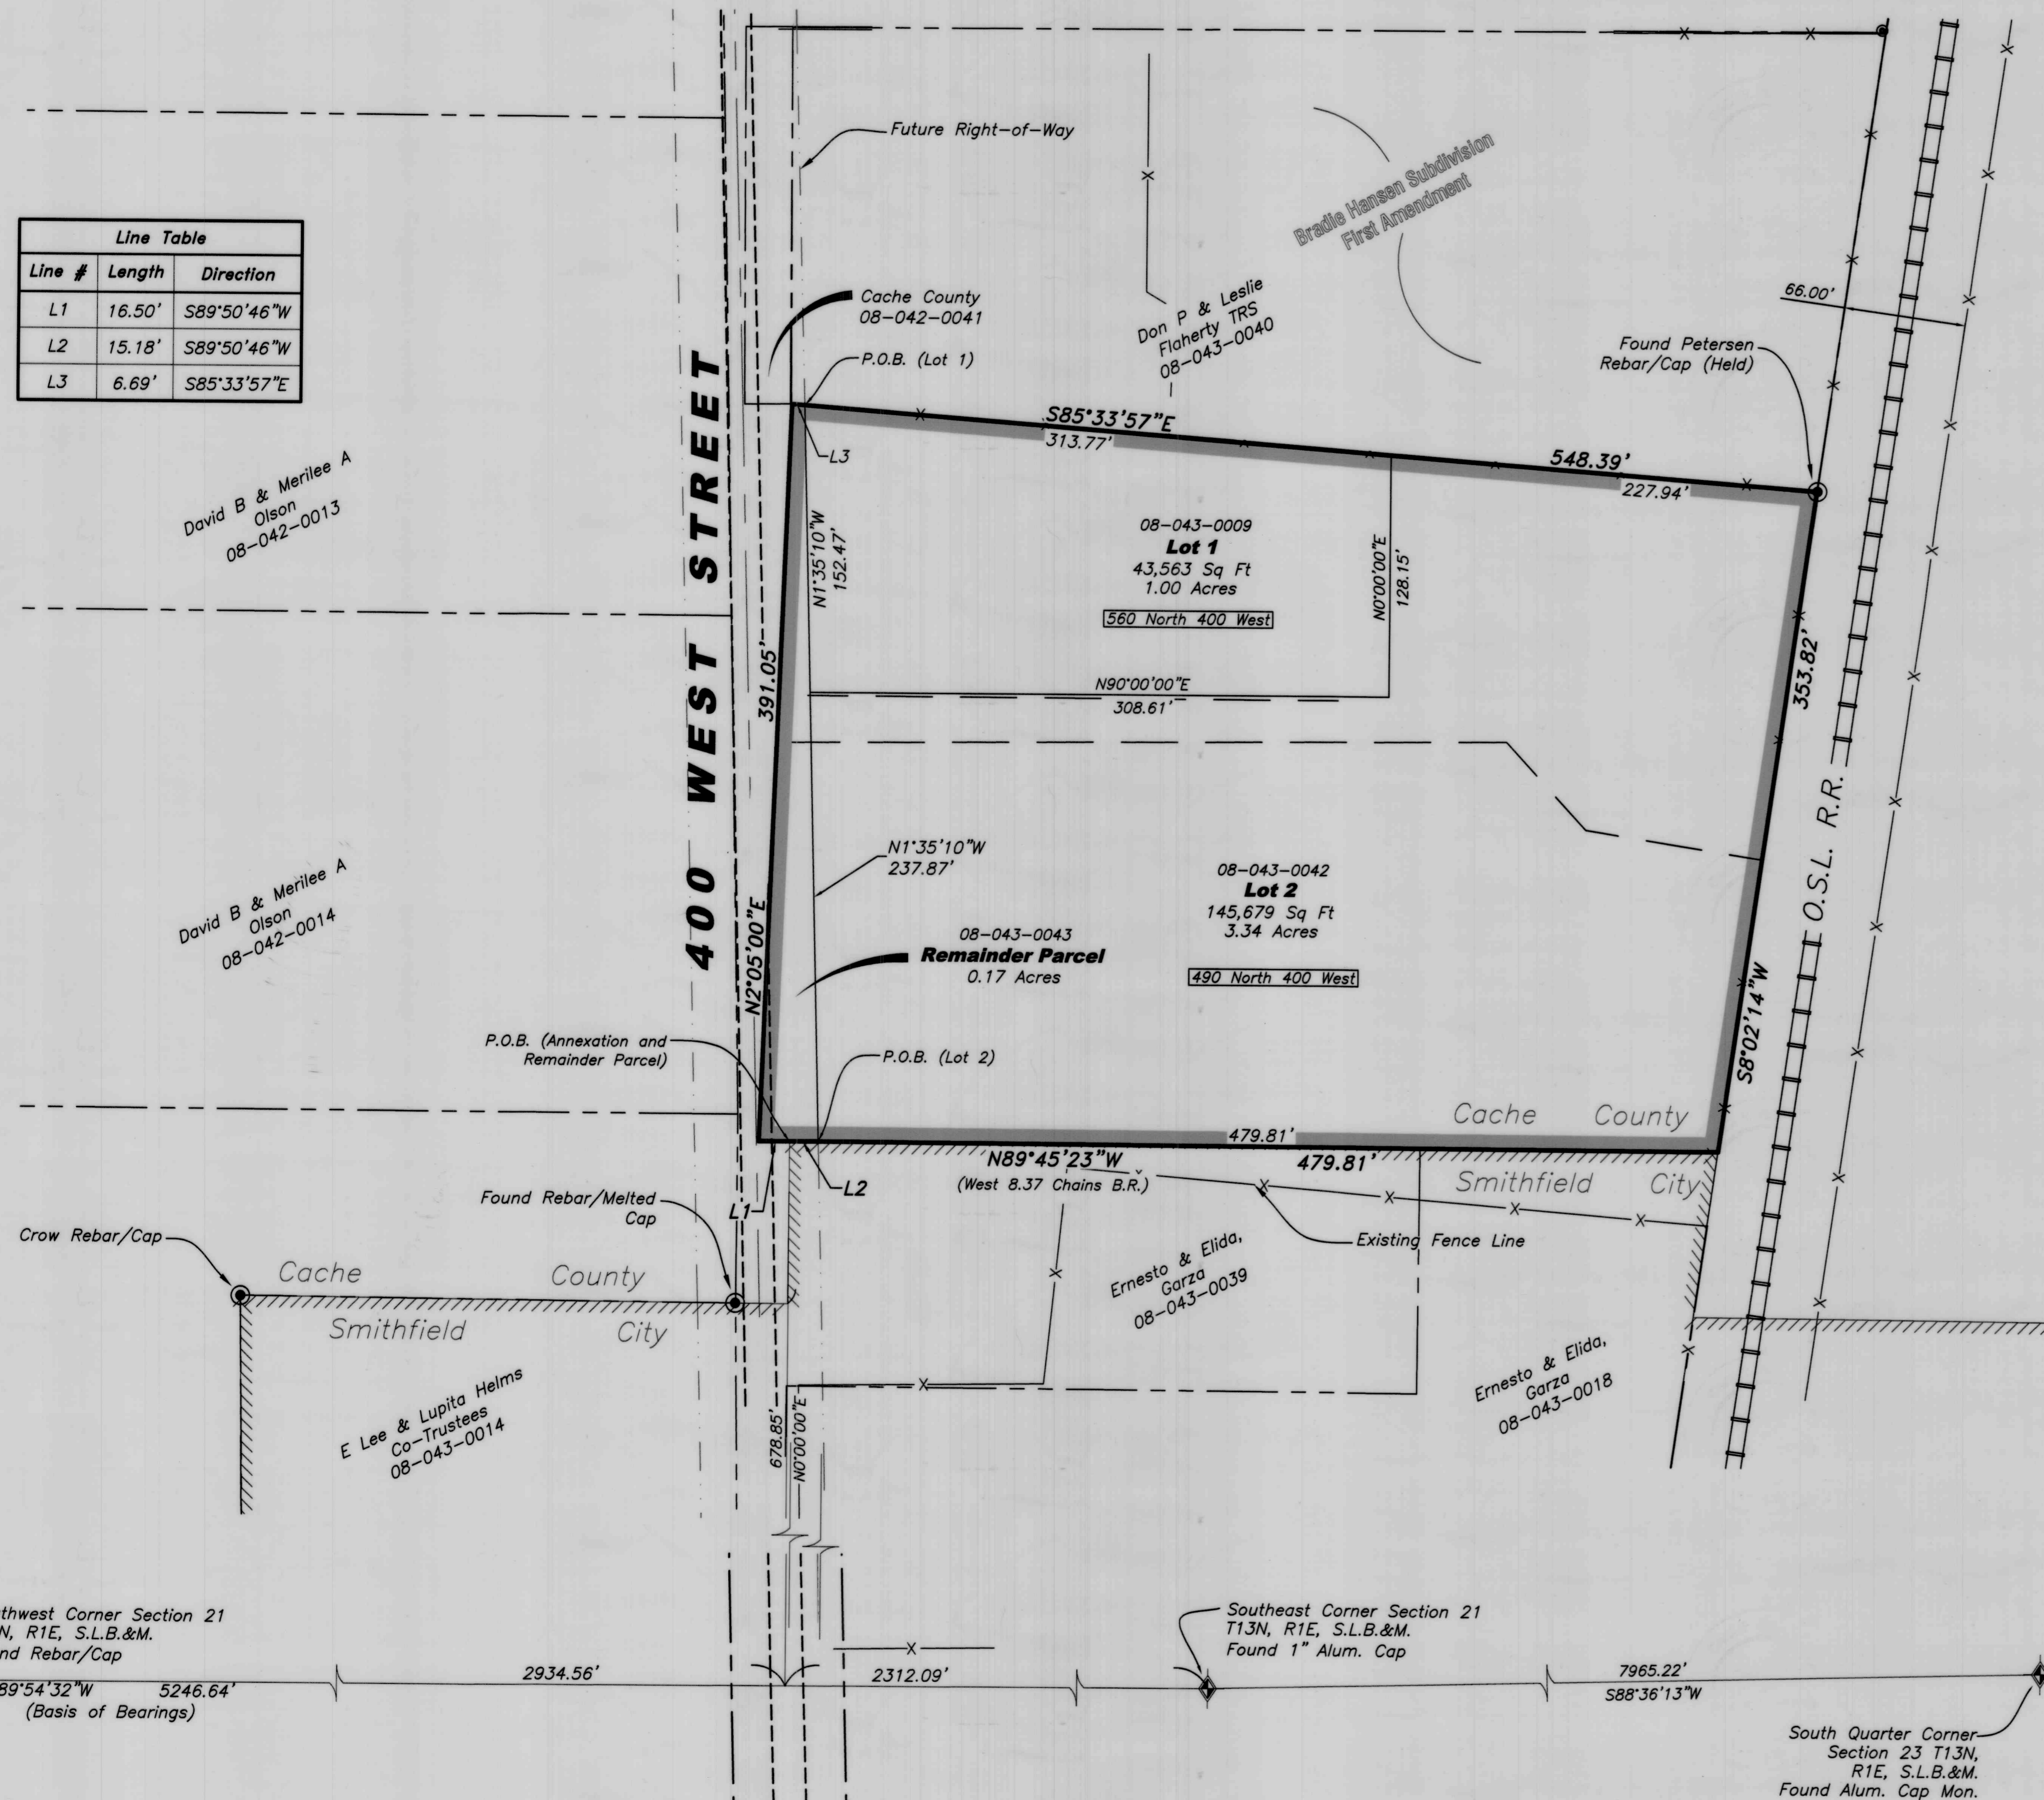 Future Right-of-Way
Bradie Hansen Subdivision
First Amendment
Line Table
Line # Length Direction
L1 16.50' S89°50'46"W
L2 15.18' S89°50'46"W
L3 6.69' S85°33'57"E
Cache County
08-042-0041
P.O.B. (Lot 1)
Don P & Leslie
Flaherty TRS
08-043-0040
66.00'
Found Petersen
Rebar/Cap (Held)
400 WEST STREET
S85°33'57"E
313.77'
548.39'
227.94'
L3
David B & Merilee A
Olson
08-042-0013
N1°35'10"W
152.47'
08-043-0009
Lot 1
43,563 Sq Ft
1.00 Acres
560 North 400 West
N0°00'00"E
128.15'
N90°00'00"E
308.61'
391.05'
N2°05'00"E
353.82'
S8°02'14"W
O.S.L. R.R.
N1°35'10"W
237.87'
David B & Merilee A
Olson
08-042-0014
08-043-0043
Remainder Parcel
0.17 Acres
08-043-0042
Lot 2
145,679 Sq Ft
3.34 Acres
490 North 400 West
P.O.B. (Annexation and
Remainder Parcel)
P.O.B. (Lot 2)
Cache County
479.81'
N89°45'23"W
479.81'
(West 8.37 Chains B.R.)
Smithfield City
L2
L1
Found Rebar/Melted
Cap
Crow Rebar/Cap
Existing Fence Line
Cache County
Smithfield City
Ernesto & Elida,
Garza
08-043-0039
Ernesto & Elida,
Garza
08-043-0018
E Lee & Lupita Helms
Co-Trustees
08-043-0014
678.85'
N0°00'00"E
thwest Corner Section 21
N, R1E, S.L.B.&M.
nd Rebar/Cap
89°54'32"W 5246.64'
(Basis of Bearings)
2934.56'
2312.09'
Southeast Corner Section 21
T13N, R1E, S.L.B.&M.
Found 1" Alum. Cap
7965.22'
S88°36'13"W
South Quarter Corner
Section 23 T13N,
R1E, S.L.B.&M.
Found Alum. Cap Mon.